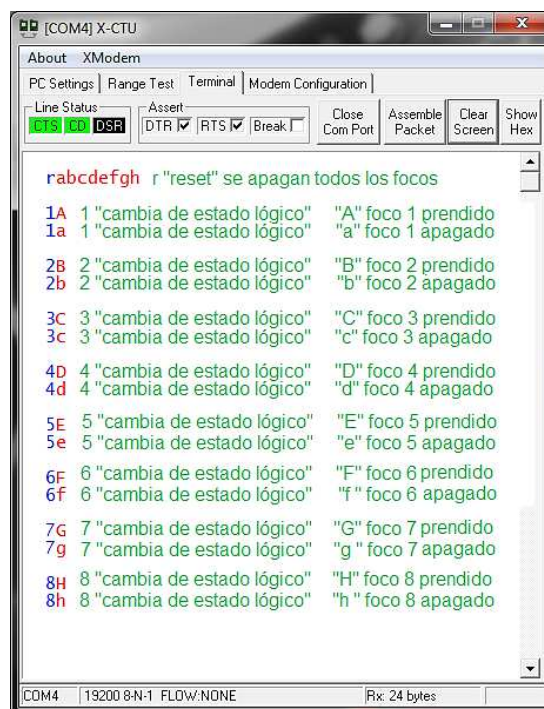 [COM4] X-CTU
About XModem
PC Settings Range Test Terminal Modem Configuration
Line Status Assert
CTS CD DSR DTR RTS Break
Close Com Port
Assemble Packet
Clear Screen
Show Hex
rabcdefgh r "reset" se apagan todos los focos
1A 1 "cambia de estado lógico" "A" foco 1 prendido
1a 1 "cambia de estado lógico" "a" foco 1 apagado
2B 2 "cambia de estado lógico" "B" foco 2 prendido
2b 2 "cambia de estado lógico" "b" foco 2 apagado
3C 3 "cambia de estado lógico" "C" foco 3 prendido
3c 3 "cambia de estado lógico" "c" foco 3 apagado
4D 4 "cambia de estado lógico" "D" foco 4 prendido
4d 4 "cambia de estado lógico" "d" foco 4 apagado
5E 5 "cambia de estado lógico" "E" foco 5 prendido
5e 5 "cambia de estado lógico" "e" foco 5 apagado
6F 6 "cambia de estado lógico" "F" foco 6 prendido
6f 6 "cambia de estado lógico" "f" foco 6 apagado
7G 7 "cambia de estado lógico" "G" foco 7 prendido
7g 7 "cambia de estado lógico" "g " foco 7 apagado
8H 8 "cambia de estado lógico" "H" foco 8 prendido
8h 8 "cambia de estado lógico" "h " foco 8 apagado
COM4 19200 8-N-1 FLOW:NONE Rx: 24 bytes